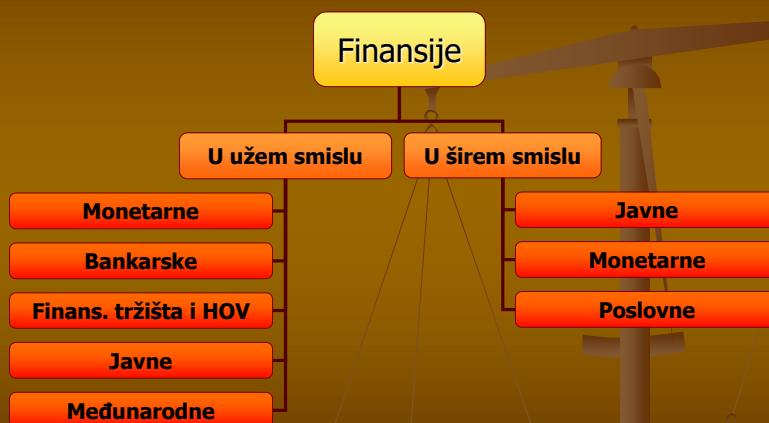 Finansije
U užem smislu
Monetarne
Bankarske
Finans. tržišta i HOV
Javne
Međunarodne
U širem smislu
Javne
Monetarne
Poslovne